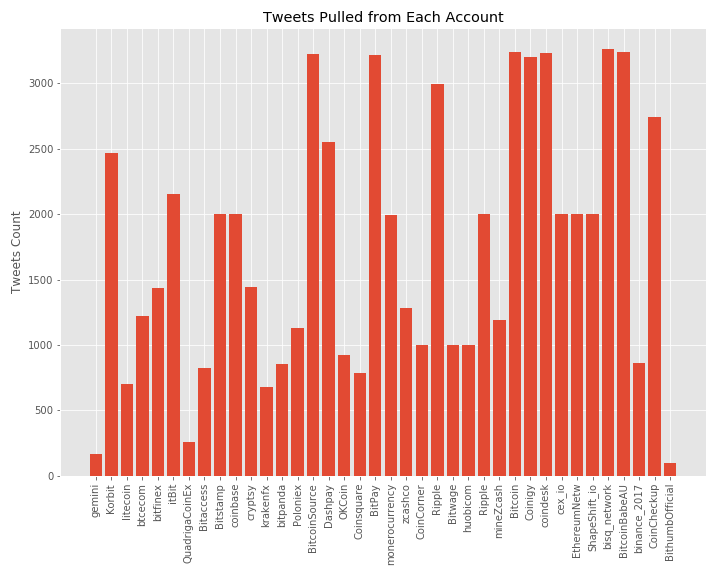 Tweets Pulled from Each Account
Tweets Count
3000
2500
2000
1500
1000
500
0
gemini
Korbit
litecoin
btcecom
bitfinex
itBit
QuadrigaCoinEx
Bitaccess
Bitstamp
coinbase
cryptsy
krakenfx
bitpanda
Poloniex
BitcoinSource
Dashpay
OKCoin
Coinsquare
BitPay
monerocurrency
zcashco
CoinCorner
Ripple
Bitwage
huobicom
Ripple
mineZcash
Bitcoin
Coinigy
coindesk
cex_io
EthereumNetw
ShapeShift_io
bisq_network
BitcoinBabeAU
binance_2017
CoinCheckup
BithumbOfficial